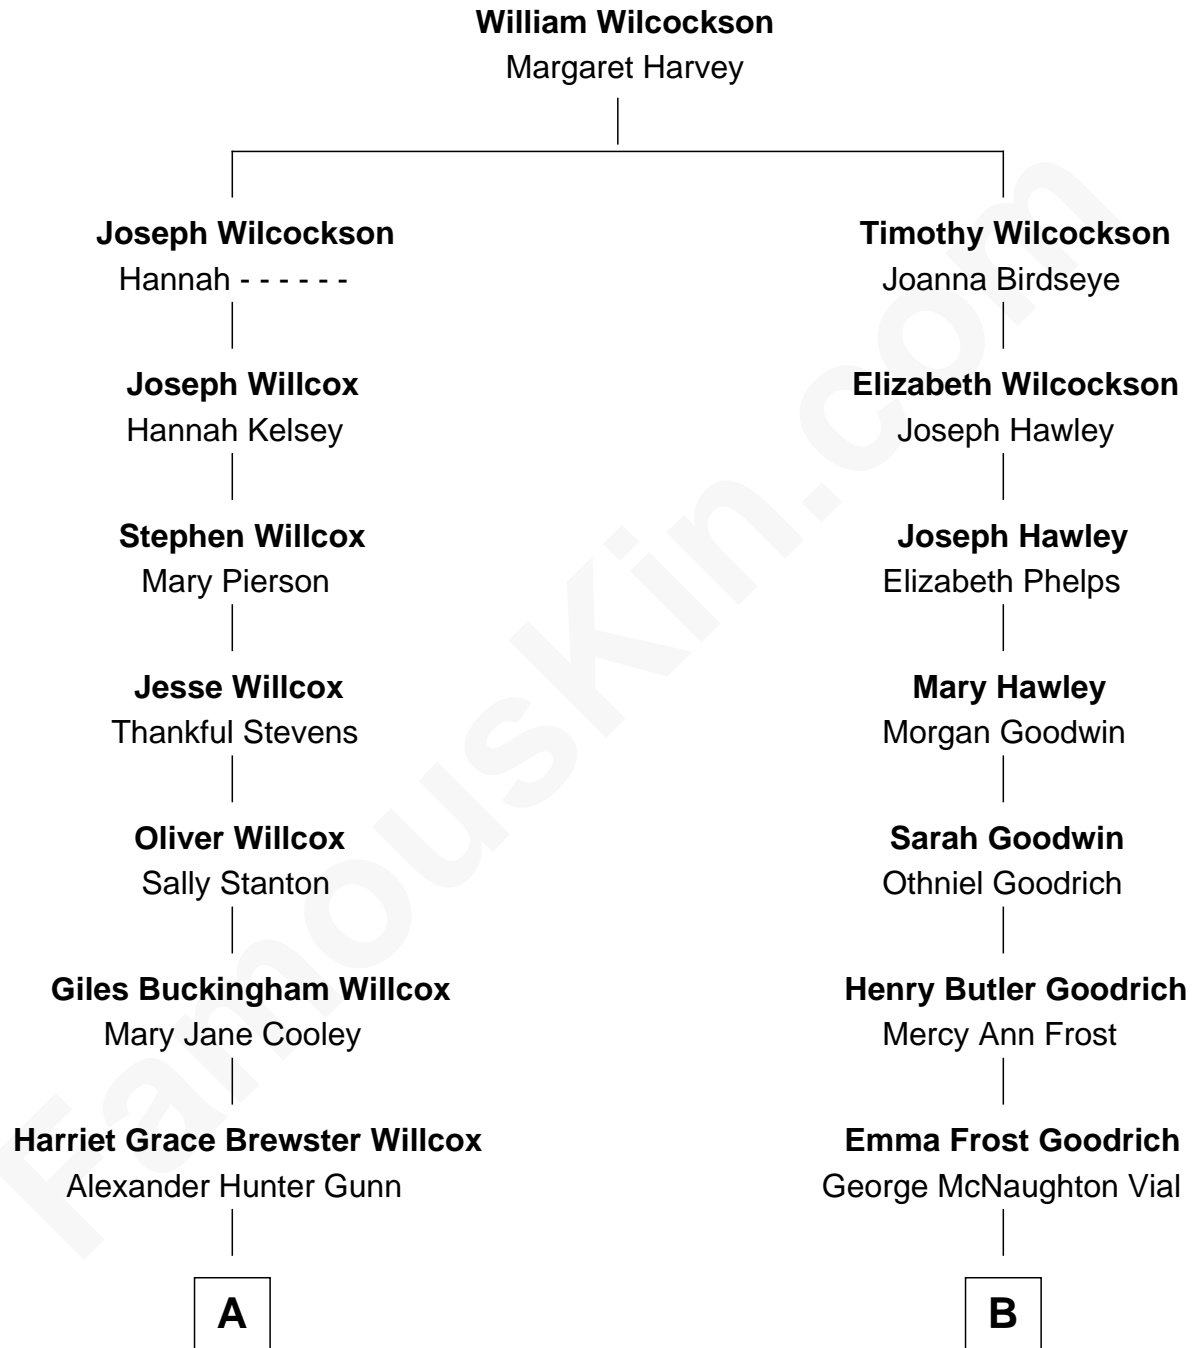 William Wilcockson
Margaret Harvey
Joseph Wilcockson
Hannah - - - - - -
Timothy Wilcockson
Joanna Birdseye
Joseph Willcox
Hannah Kelsey
Elizabeth Wilcockson
Joseph Hawley
Stephen Willcox
Mary Pierson
Joseph Hawley
Elizabeth Phelps
Jesse Willcox
Thankful Stevens
Mary Hawley
Morgan Goodwin
Oliver Willcox
Sally Stanton
Sarah Goodwin
Othniel Goodrich
Giles Buckingham Willcox
Mary Jane Cooley
Henry Butler Goodrich
Mercy Ann Frost
Harriet Grace Brewster Willcox
Alexander Hunter Gunn
Emma Frost Goodrich
George McNaughton Vial
A
B
FamousKin.com